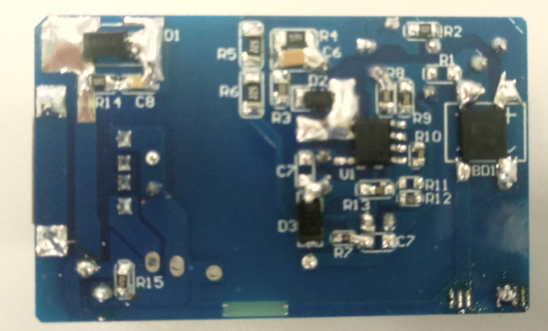 D1
R2
R4
R5
C6
R1
D2
R8
R14
C8
R6
R3
R9
R10
+
U1
BD1
C7
R11
R13
R12
D3
R7
C7
R15